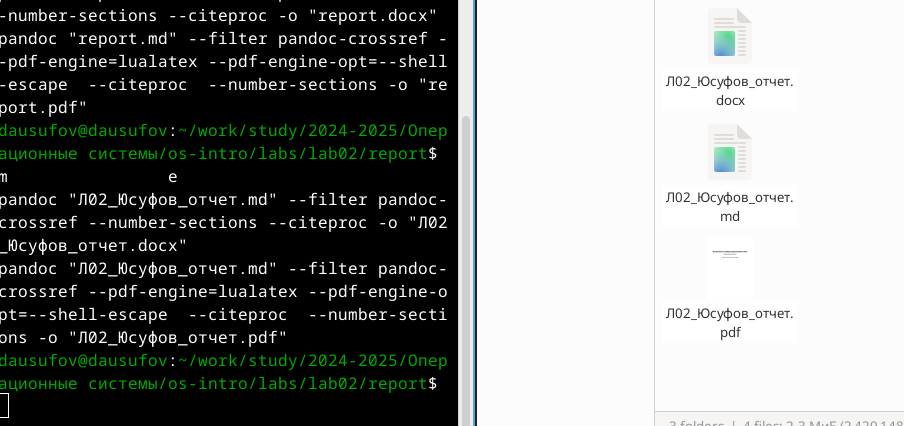 -number-sections --citeproc -o "report.docx"
pandoc "report.md" --filter pandoc-crossref -
-pdf-engine=lualatex --pdf-engine-opt=--shell
-escape  --citeproc  --number-sections -o "re
port.pdf"
dausufov@dausufov:~/work/study/2024-2025/Опер
ационные системы/os-intro/labs/lab02/report$
m                e
pandoc "Л02_Юсуфов_отчет.md" --filter pandoc-
crossref --number-sections --citeproc -o "Л02
_Юсуфов_отчет.docx"
pandoc "Л02_Юсуфов_отчет.md" --filter pandoc-
crossref --pdf-engine=lualatex --pdf-engine-o
pt=--shell-escape  --citeproc  --number-secti
ons -o "Л02_Юсуфов_отчет.pdf"
dausufov@dausufov:~/work/study/2024-2025/Опер
ационные системы/os-intro/labs/lab02/report$
Л02_Юсуфов_отчет.
docx
Л02_Юсуфов_отчет.
md
Л02_Юсуфов_отчет.
pdf
3 folders | 4 files: 2,3 МиБ